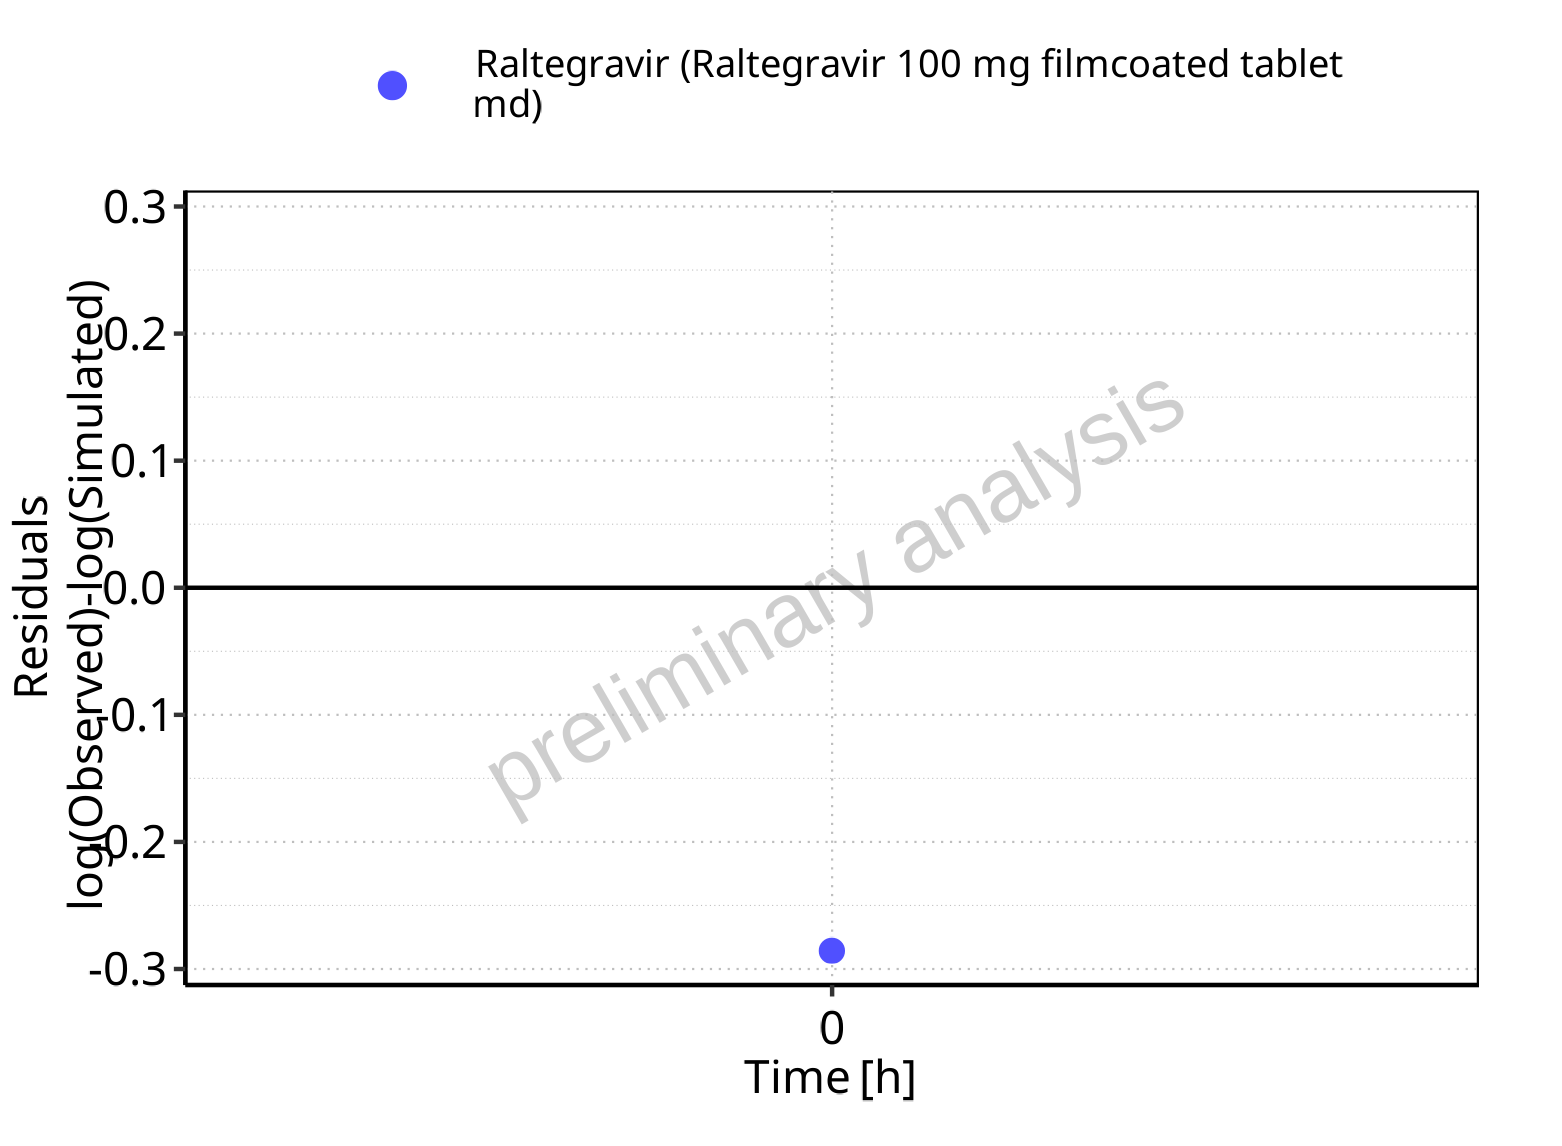 Raltegravir (Raltegravir 100 mg filmcoated tablet
md)
Residuals
log(Observed)-log(Simulated)
0.3
0.2
0.1
0.0
-0.1
-0.2
-0.3
preliminary analysis
0
Time [h]